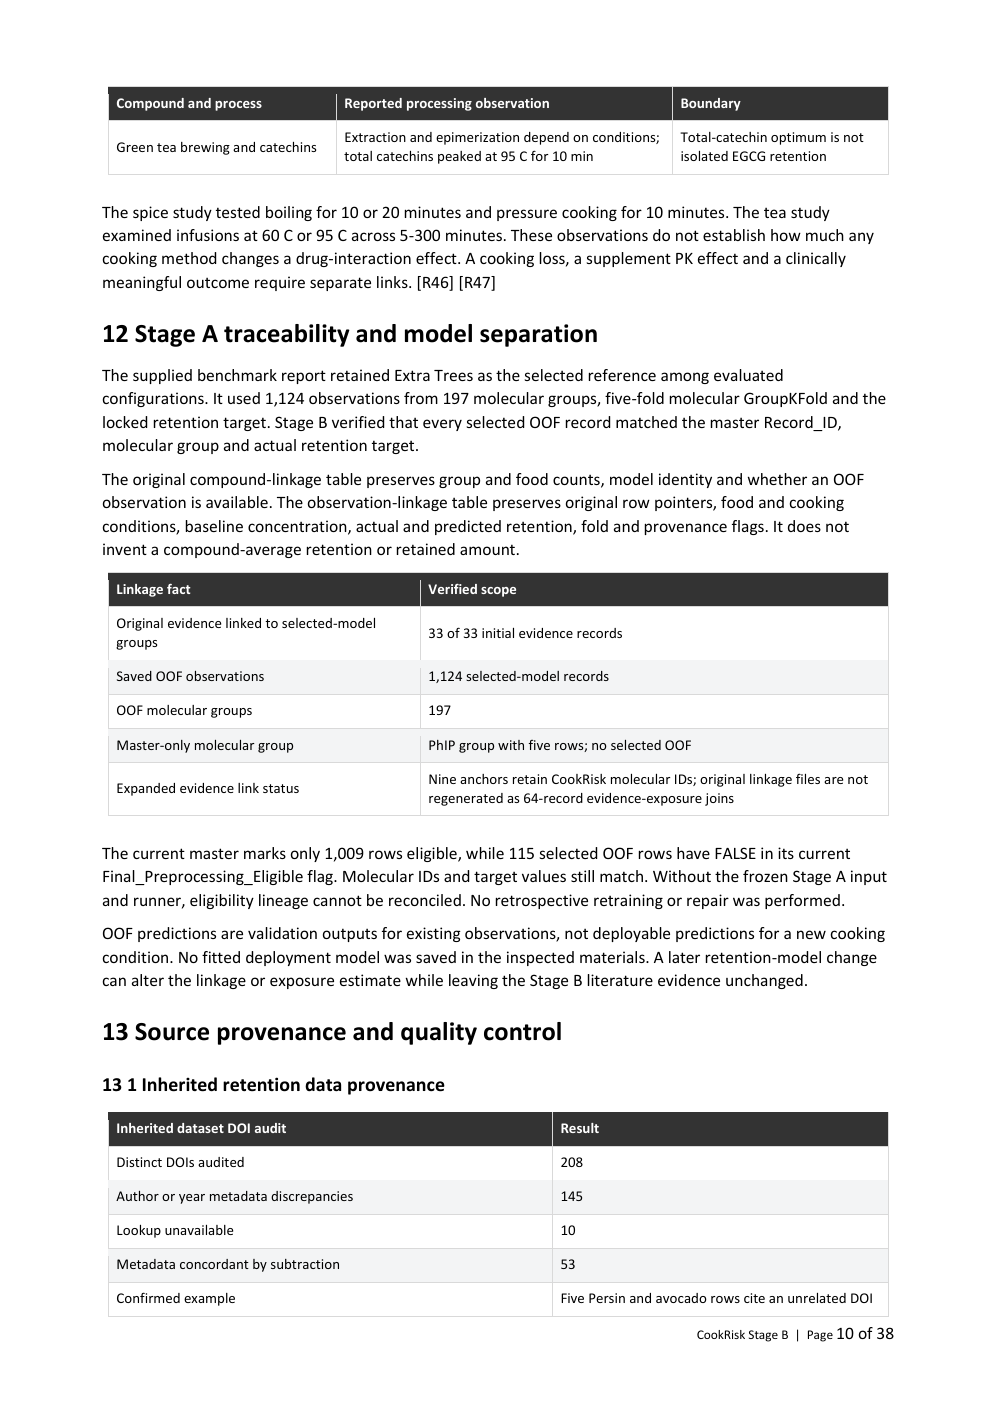 Compound and process
Reported processing observation
Boundary
Green tea brewing and catechins
Extraction and epimerization depend on conditions;
total catechins peaked at 95 C for 10 min
Total-catechin optimum is not
isolated EGCG retention
The spice study tested boiling for 10 or 20 minutes and pressure cooking for 10 minutes. The tea study
examined infusions at 60 C or 95 C across 5-300 minutes. These observations do not establish how much any
cooking method changes a drug-interaction effect. A cooking loss, a supplement PK effect and a clinically
meaningful outcome require separate links. [R46] [R47]
12 Stage A traceability and model separation
The supplied benchmark report retained Extra Trees as the selected reference among evaluated
configurations. It used 1,124 observations from 197 molecular groups, five-fold molecular GroupKFold and the
locked retention target. Stage B verified that every selected OOF record matched the master Record_ID,
molecular group and actual retention target.
The original compound-linkage table preserves group and food counts, model identity and whether an OOF
observation is available. The observation-linkage table preserves original row pointers, food and cooking
conditions, baseline concentration, actual and predicted retention, fold and provenance flags. It does not
invent a compound-average retention or retained amount.
Linkage fact
Verified scope
Original evidence linked to selected-model
groups
33 of 33 initial evidence records
Saved OOF observations
1,124 selected-model records
OOF molecular groups
197
Master-only molecular group
PhIP group with five rows; no selected OOF
Expanded evidence link status
Nine anchors retain CookRisk molecular IDs; original linkage files are not
regenerated as 64-record evidence-exposure joins
The current master marks only 1,009 rows eligible, while 115 selected OOF rows have FALSE in its current
Final_Preprocessing_Eligible flag. Molecular IDs and target values still match. Without the frozen Stage A input
and runner, eligibility lineage cannot be reconciled. No retrospective retraining or repair was performed.
OOF predictions are validation outputs for existing observations, not deployable predictions for a new cooking
condition. No fitted deployment model was saved in the inspected materials. A later retention-model change
can alter the linkage or exposure estimate while leaving the Stage B literature evidence unchanged.
13 Source provenance and quality control
13 1 Inherited retention data provenance
Inherited dataset DOI audit
Result
Distinct DOIs audited
208
Author or year metadata discrepancies
145
Lookup unavailable
10
Metadata concordant by subtraction
53
Confirmed example
Five Persin and avocado rows cite an unrelated DOI
CookRisk Stage B | Page 10 of 38